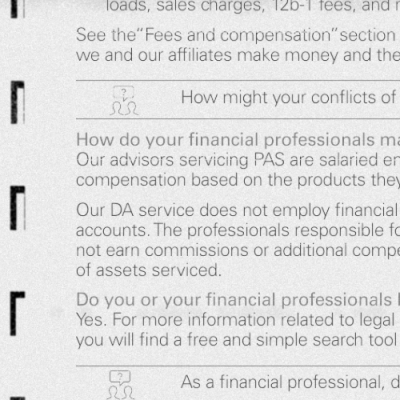 loads, sales charges, 12b-1 fees, and
See the "Fees and compensation" section
we and our affiliates make money and the
How might your conflicts of
How do your financial professionals ma
Our advisors servicing PAS are salaried em
compensation based on the products they
Our DA service does not employ financial
accounts. The professionals responsible fo
not earn commissions or additional compe
of assets serviced.
Do you or your financial professionals
Yes. For more information related to legal
you will find a free and simple search tool
As a financial professional, d